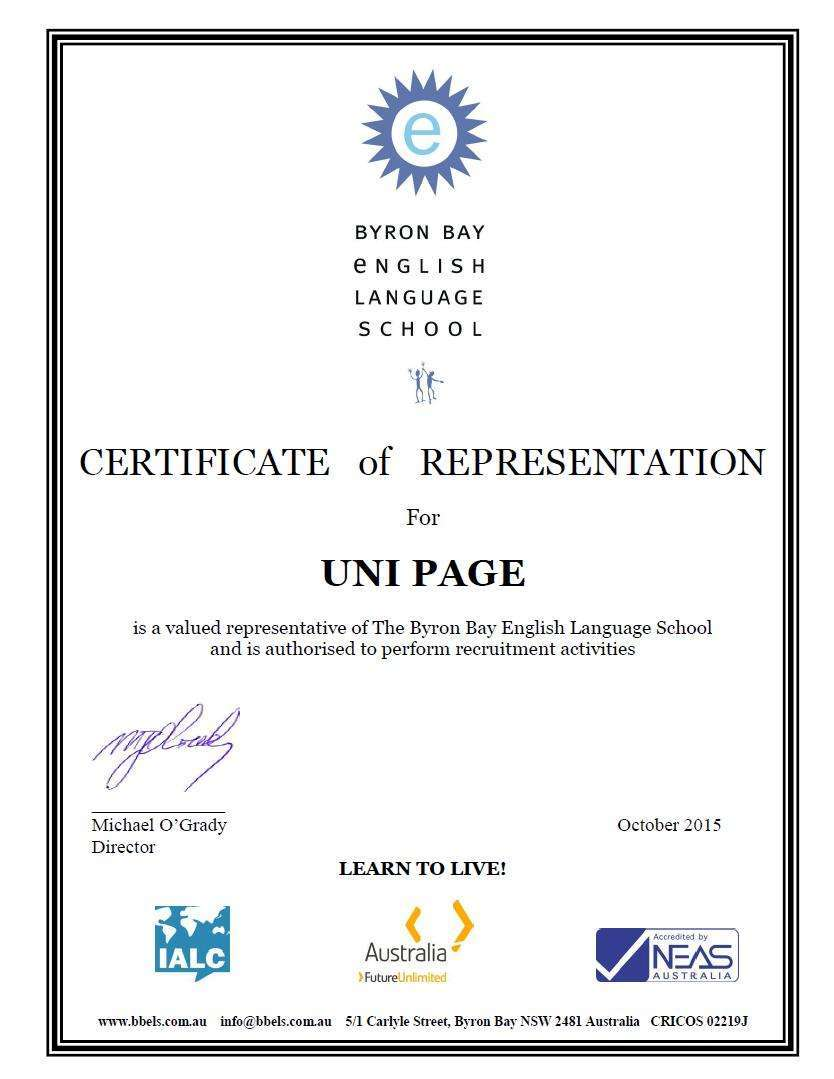 e
BYRON BAY
eNGLISH
LANGUAGE
SCHOOL
CERTIFICATE of REPRESENTATION
For
UNI PAGE
is a valued representative of The Byron Bay English Language School
and is authorised to perform recruitment activities
Michael O’Grady
October 2015
Director
LEARN TO LIVE!
IALC
Australia
FutureUnlimited
Accredited by
NEAS
AUSTRALIA
www.bbels.com.au info@bbels.com.au 5/1 Carlyle Street, Byron Bay NSW 2481 Australia CRICOS 02219J